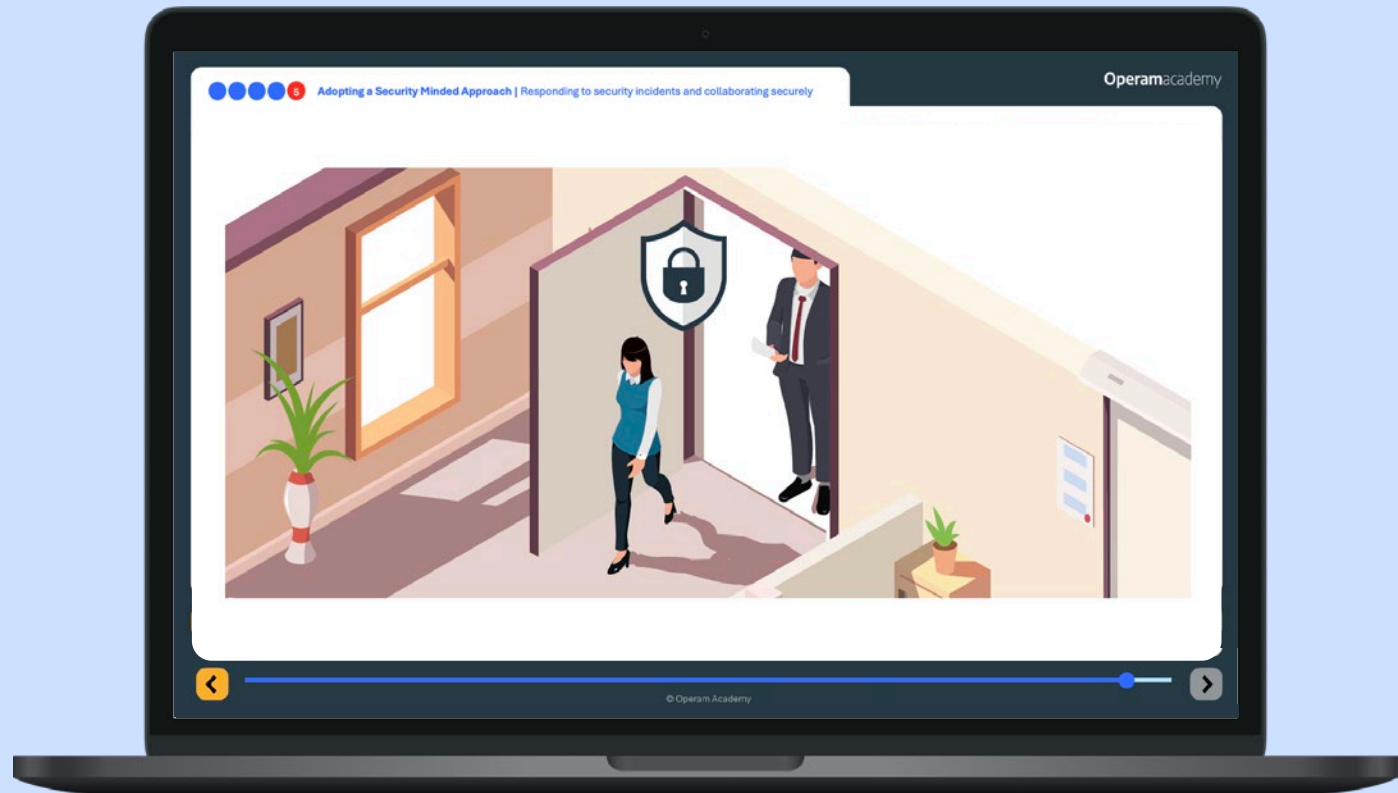 5 Adopting a Security Minded Approach | Responding to security incidents and collaborating securely
Operamacademy
© Operam Academy